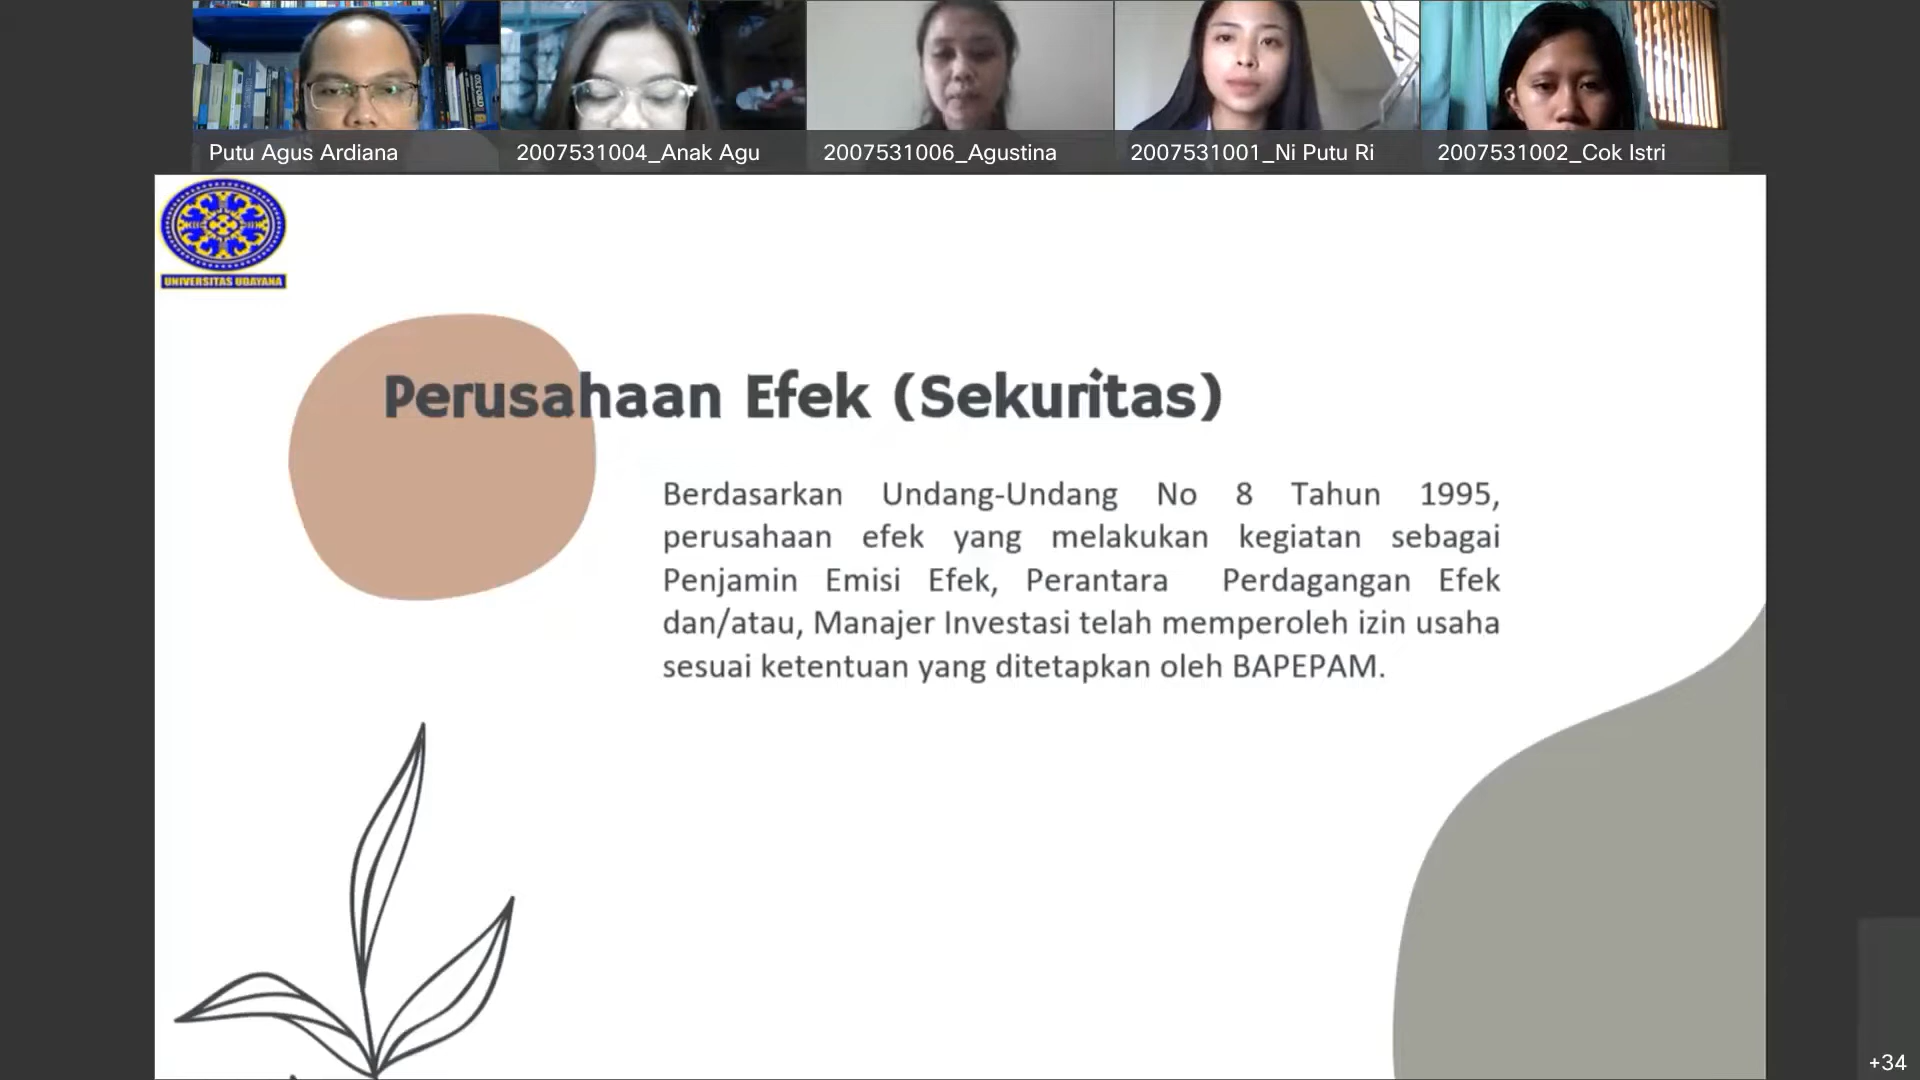 Putu Agus Ardiana
2007531004_Anak Agu
2007531006_Agustina
2007531001_Ni Putu Ri
2007531002_Cok Istri
UNIVERSITAS UDAYANA
Perusahaan Efek (Sekuritas)
Berdasarkan Undang-Undang No 8 Tahun 1995,
perusahaan efek yang melakukan kegiatan sebagai
Penjamin Emisi Efek, Perantara Perdagangan Efek
dan/atau, Manajer Investasi telah memperoleh izin usaha
sesuai ketentuan yang ditetapkan oleh BAPEPAM.
+34